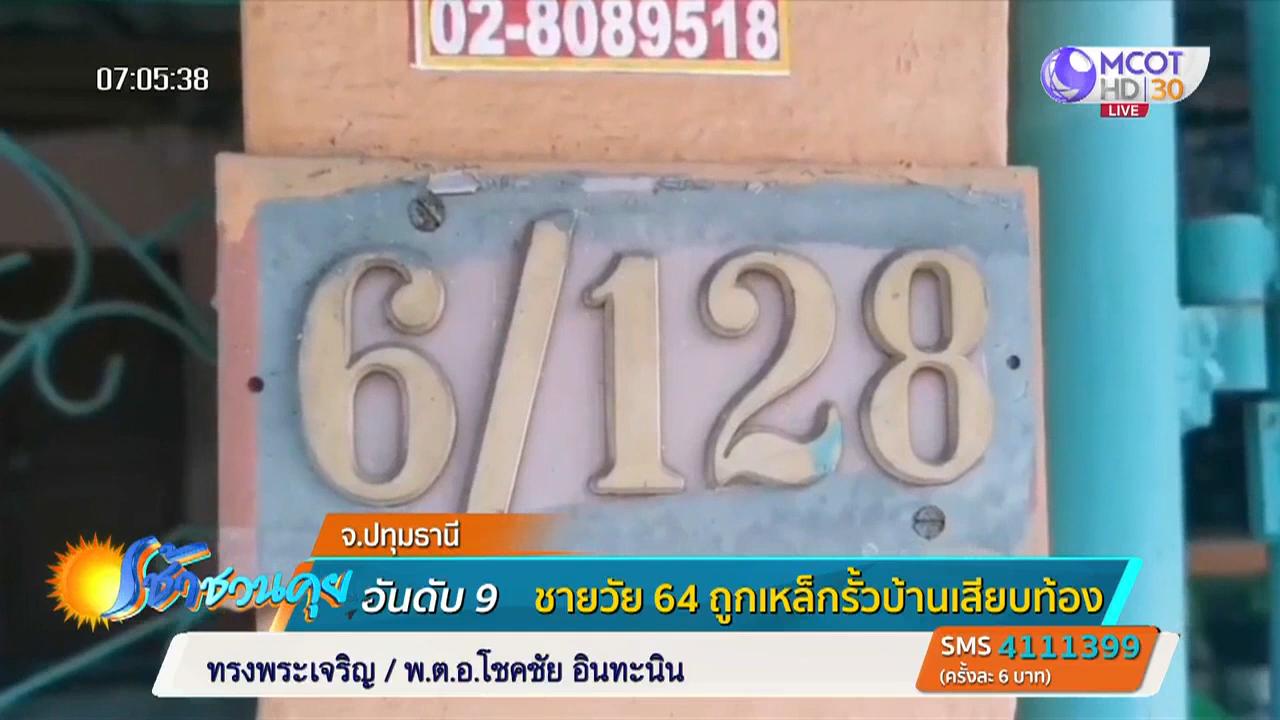 02-8089518
07:05:38
MCOT
HD 30
LIVE
6/128
จ.ปทุมธานี
เช้าชวนคุย
อันดับ 9 ชายวัย 64 ถูกเหล็กรั้วบ้านเสียบท้อง
ทรงพระเจริญ / พ.ต.อ.โชคชัย อินทะนิน
SMS 4111399
(ครั้งละ 6 บาท)